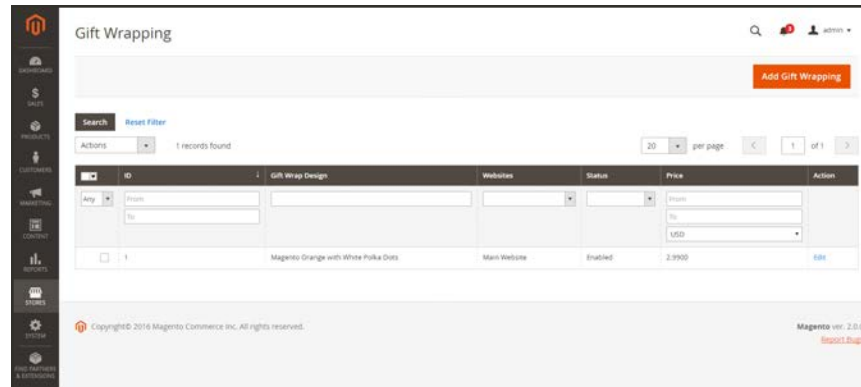 Gift Wrapping
admin
Add Gift Wrapping
DASHBOARD
SALES
PRODUCTS
CUSTOMERS
MARKETING
CONTENT
REPORTS
STORES
SYSTEM
FIND PARTNERS
& EXTENSIONS
Search Reset Filter
Actions 1 records found 20 per page 1 of 1
ID Gift Wrap Design Websites Status Price Action
Any From From
To To
USD
1 Magento Orange with White Polka Dots Main Website Enabled 2.9900 Edit
Copyright© 2016 Magento Commerce Inc. All rights reserved. Magento ver. 2.0.
Report Bug